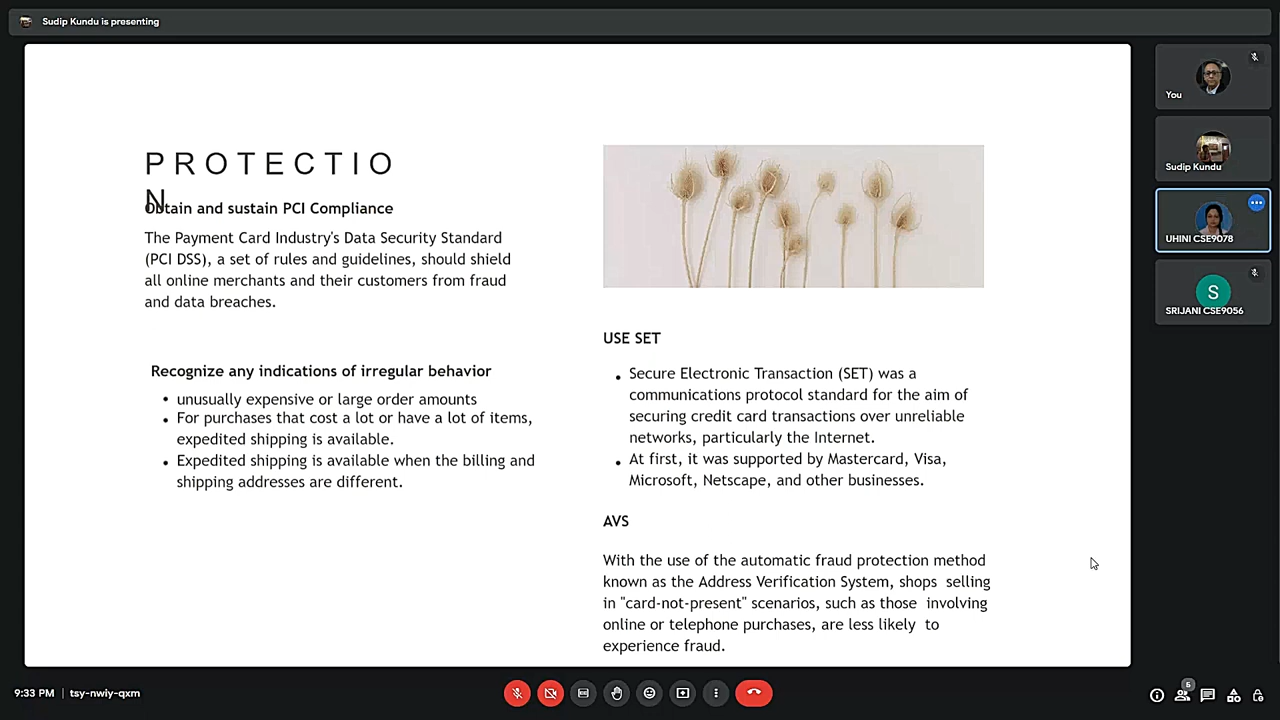 Sudip Kundu is presenting
PROTECTIO
N
Obtain and sustain PCI Compliance
The Payment Card Industry's Data Security Standard
(PCI DSS), a set of rules and guidelines, should shield
all online merchants and their customers from fraud
and data breaches.
Recognize any indications of irregular behavior
• unusually expensive or large order amounts
• For purchases that cost a lot or have a lot of items,
expedited shipping is available.
• Expedited shipping is available when the billing and
shipping addresses are different.
USE SET
• Secure Electronic Transaction (SET) was a
communications protocol standard for the aim of
securing credit card transactions over unreliable
networks, particularly the Internet.
• At first, it was supported by Mastercard, Visa,
Microsoft, Netscape, and other businesses.
AVS
With the use of the automatic fraud protection method
known as the Address Verification System, shops selling
in "card-not-present" scenarios, such as those involving
online or telephone purchases, are less likely to
experience fraud.
You
Sudip Kundu
UHINI CSE9078
S
SRIJANI CSE9056
9:33 PM | tsy-nwiy-qxm